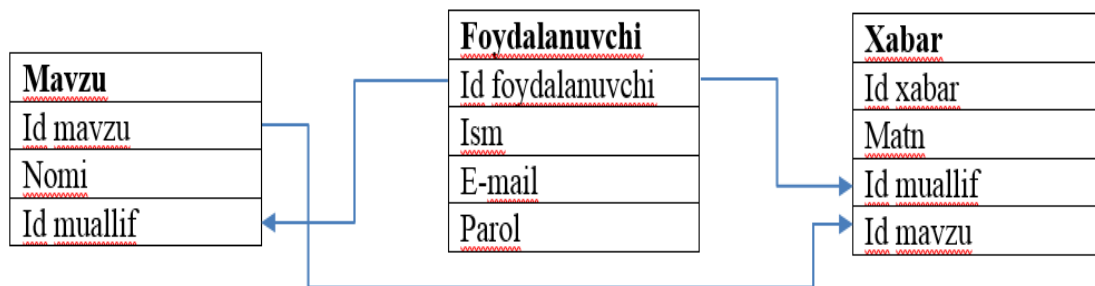 Mavzu
Id mavzu
Nomi
Id muallif
Foydalanuvchi
Id foydalanuvchi
Ism
E-mail
Parol
Xabar
Id xabar
Matn
Id muallif
Id mavzu